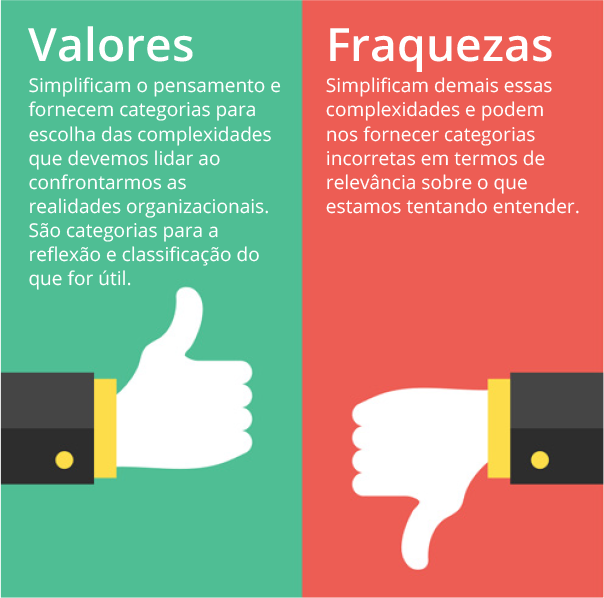 Valores
Simplificam o pensamento e
fornecem categorias para
escolha das complexidades
que devemos lidar ao
confrontarmos as
realidades organizacionais.
São categorias para a
reflexão e classificação do
que for útil.
Fraquezas
Simplificam demais essas
complexidades e podem
nos fornecer categorias
incorretas em termos de
relevância sobre o que
estamos tentando entender.